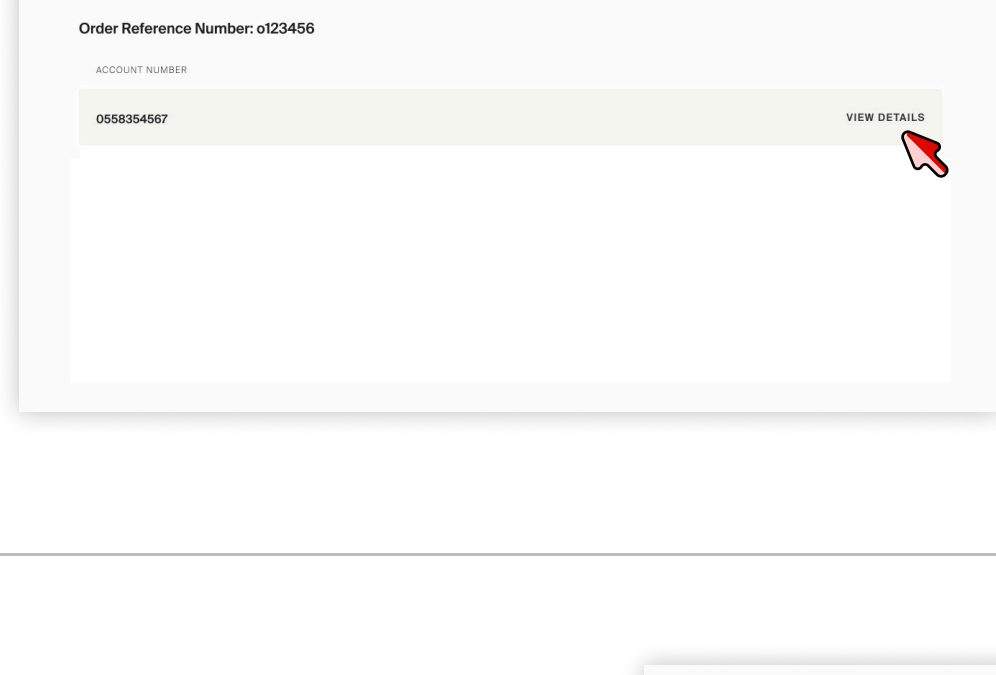 Order Reference Number: o123456
ACCOUNT NUMBER
0558354567 VIEW DETAILS